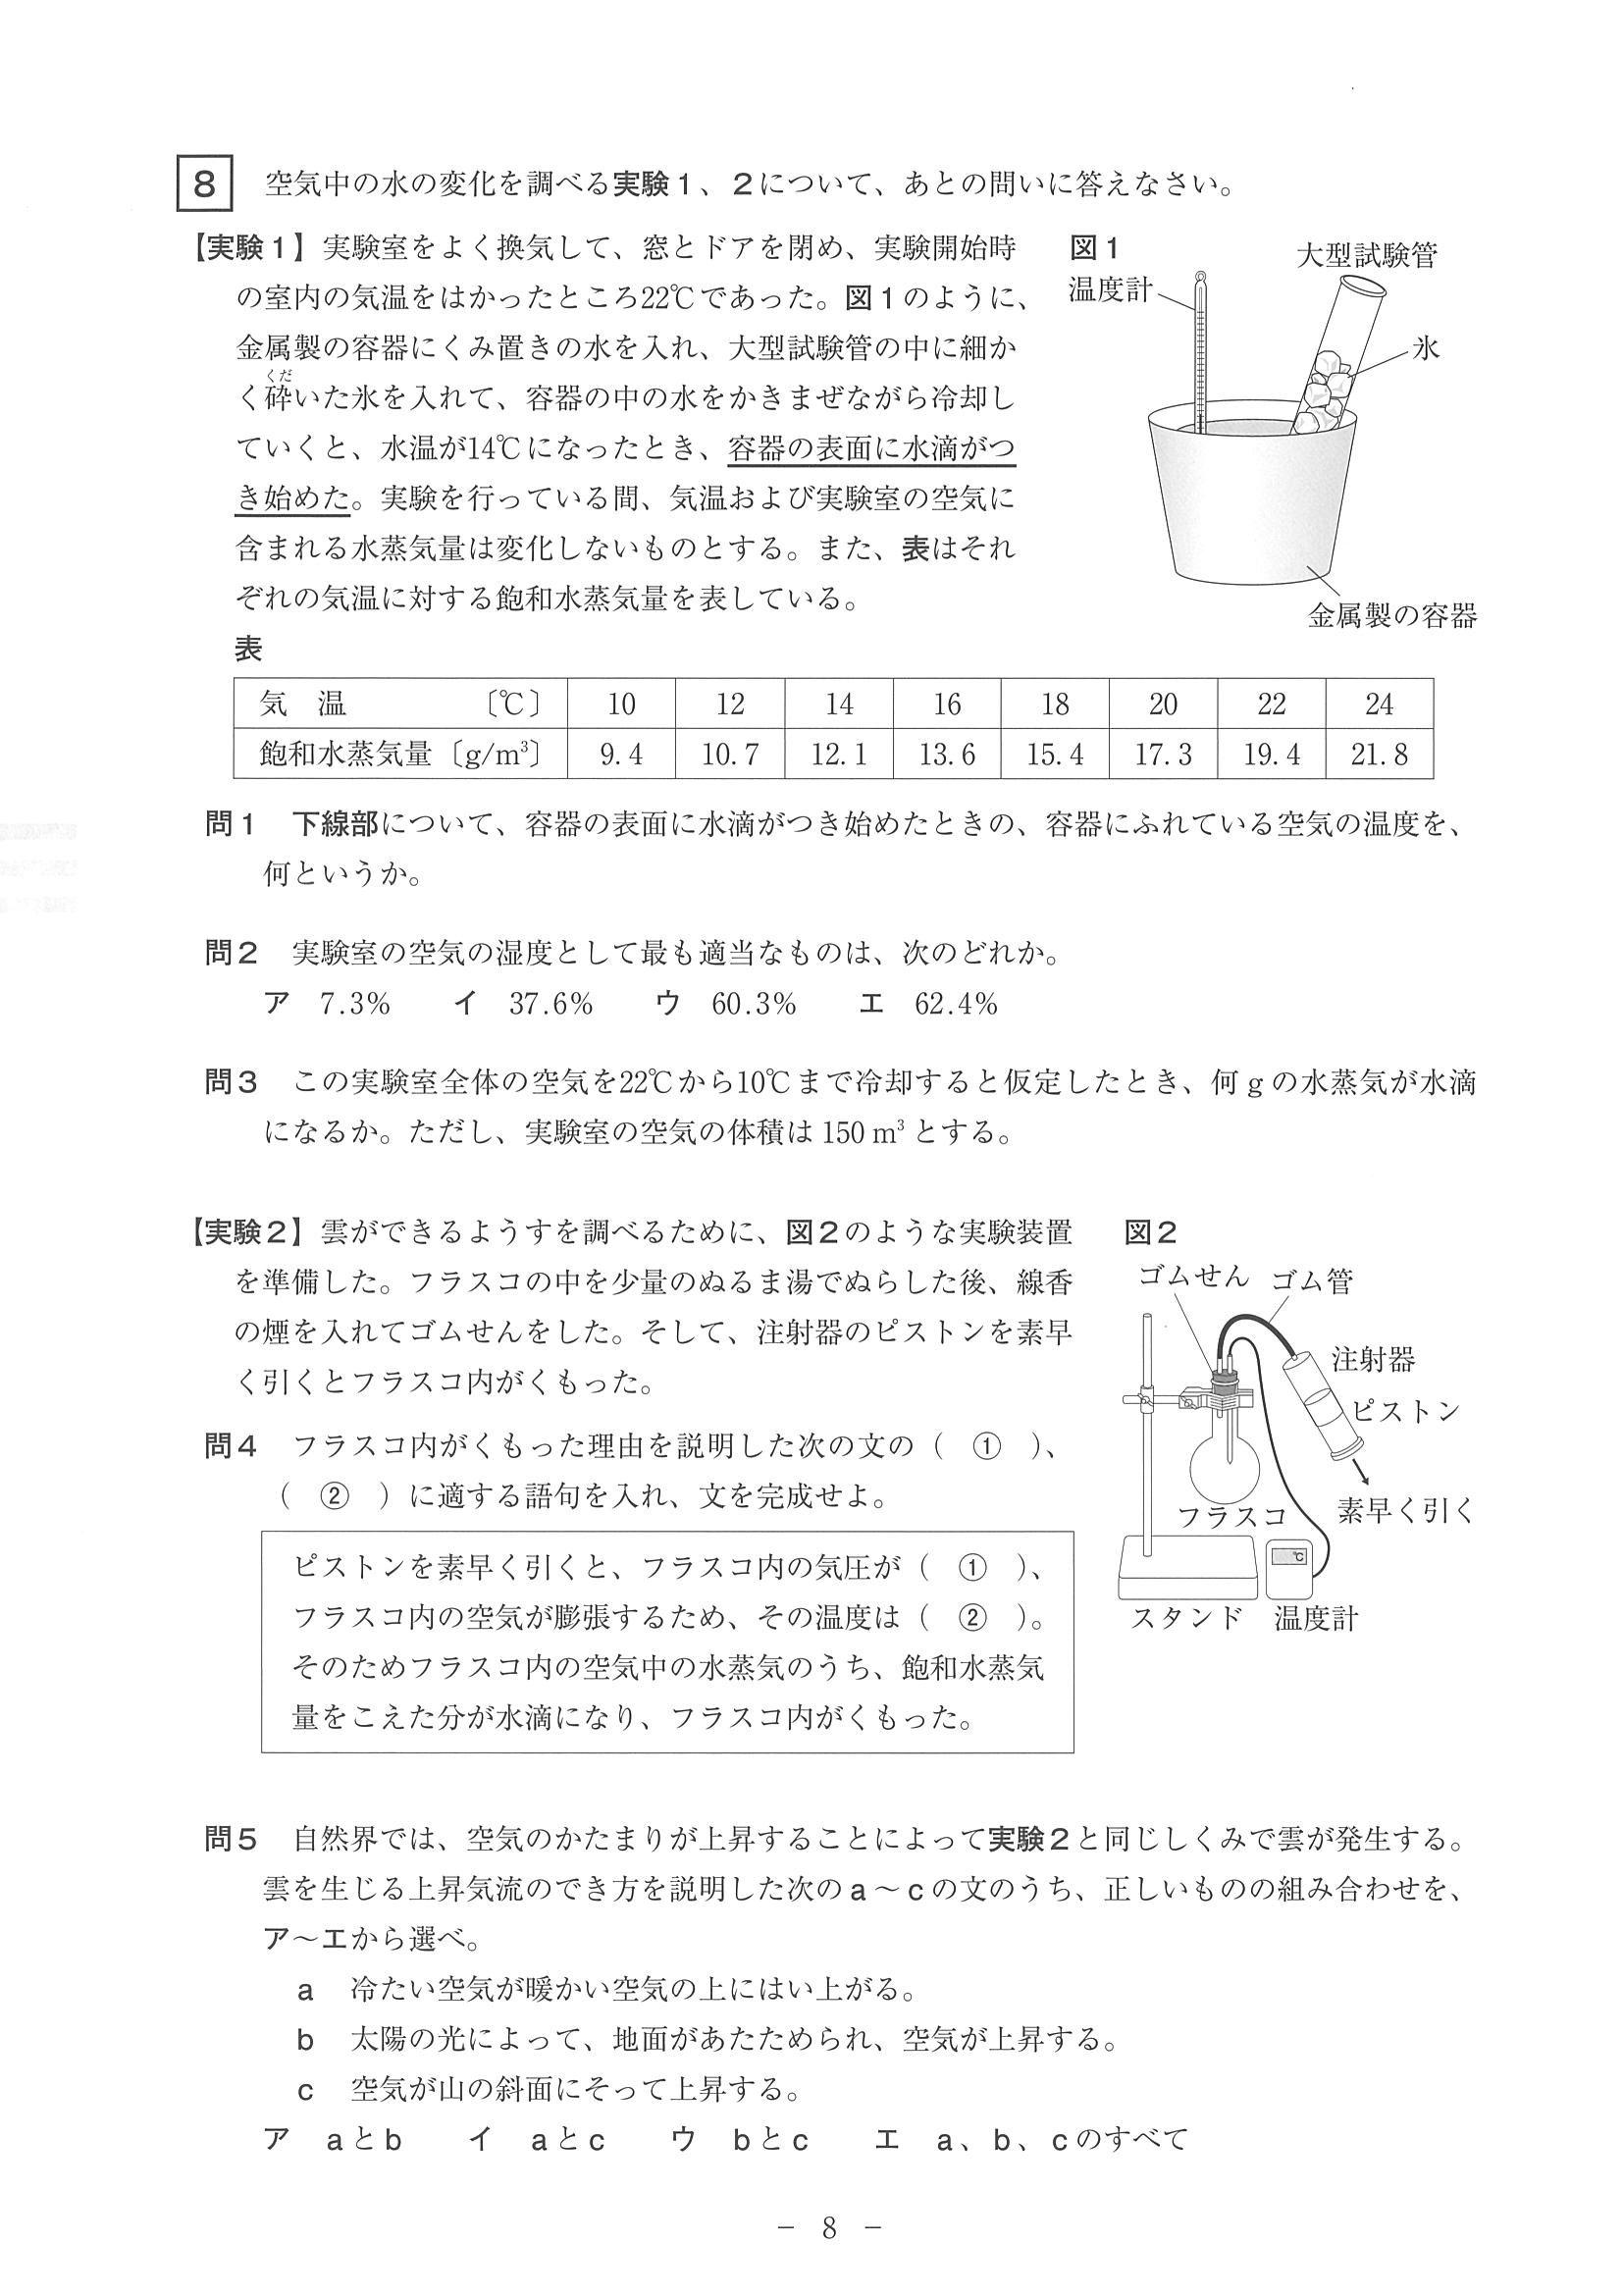 8 空気中の水の変化を調べる実験1、2について、あとの問いに答えなさい。
【実験1】実験室をよく換気して、窓とドアを閉め、実験開始時
の室内の気温をはかったところ22℃であった。図1のように、
金属製の容器にくみ置きの水を入れ、大型試験管の中に細か
くだ
く砕いた氷を入れて、容器の中の水をかきまぜながら冷却し
ていくと、水温が14℃になったとき、容器の表面に水滴がつ
き始めた。実験を行っている間、気温および実験室の空気に
含まれる水蒸気量は変化しないものとする。また、表はそれ
ぞれの気温に対する飽和水蒸気量を表している。
図1
大型試験管
温度計
氷
金属製の容器
表
気 温 〔℃〕 10 12 14 16 18 20 22 24
飽和水蒸気量〔g/m³〕 9.4 10.7 12.1 13.6 15.4 17.3 19.4 21.8
問1 下線部について、容器の表面に水滴がつき始めたときの、容器にふれている空気の温度を、
何というか。
問2 実験室の空気の湿度として最も適当なものは、次のどれか。
ア 7.3% イ 37.6% ウ 60.3% エ 62.4%
問3 この実験室全体の空気を22℃から10℃まで冷却すると仮定したとき、何gの水蒸気が水滴
になるか。ただし、実験室の空気の体積は150 m³とする。
【実験2】雲ができるようすを調べるために、図2のような実験装置
を準備した。フラスコの中を少量のぬるま湯でぬらした後、線香
の煙を入れてゴムせんをした。そして、注射器のピストンを素早
く引くとフラスコ内がくもった。
図2
ゴムせん ゴム管
注射器
ピストン
素早く引く
フラスコ
℃
スタンド 温度計
問4 フラスコ内がくもった理由を説明した次の文の( ① )、
( ② )に適する語句を入れ、文を完成せよ。
ピストンを素早く引くと、フラスコ内の気圧が( ① )、
フラスコ内の空気が膨張するため、その温度は( ② )。
そのためフラスコ内の空気中の水蒸気のうち、飽和水蒸気
量をこえた分が水滴になり、フラスコ内がくもった。
問5 自然界では、空気のかたまりが上昇することによって実験2と同じしくみで雲が発生する。
雲を生じる上昇気流のでき方を説明した次のa~cの文のうち、正しいものの組み合わせを、
ア~エから選べ。
a 冷たい空気が暖かい空気の上にはい上がる。
b 太陽の光によって、地面があたためられ、空気が上昇する。
c 空気が山の斜面にそって上昇する。
ア aとb イ aとc ウ bとc エ a、b、cのすべて
- 8 -